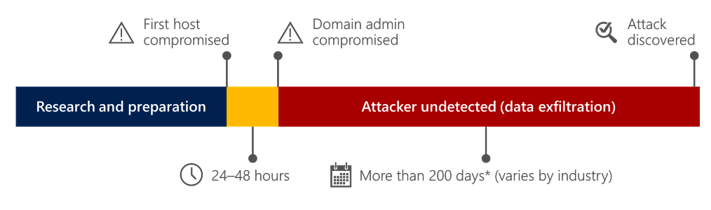 First host
compromised
Domain admin
compromised
Attack
discovered
Research and preparation
Attacker undetected (data exfiltration)
24–48 hours
More than 200 days* (varies by industry)